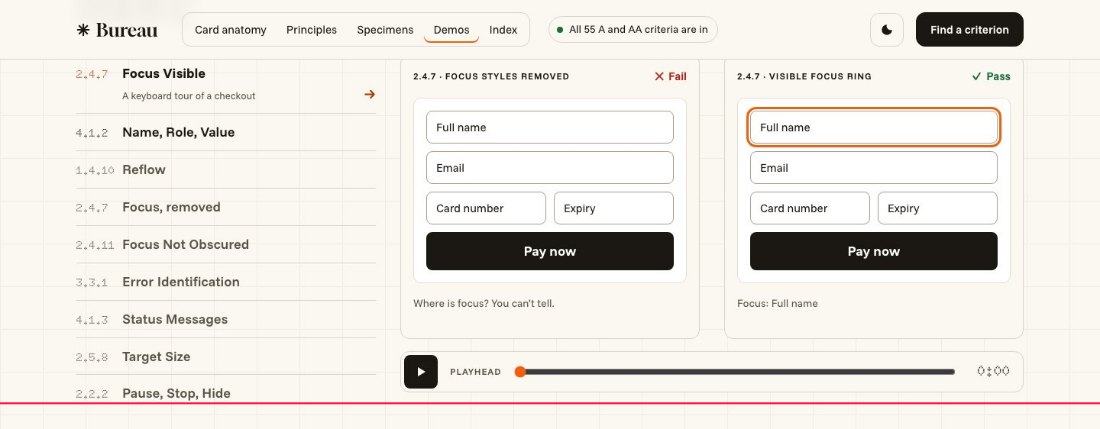 Bureau
Card anatomy
Principles
Specimens
Demos
Index
All 55 A and AA criteria are in
Find a criterion
2.4.7 Focus Visible
A keyboard tour of a checkout
4.1.2 Name, Role, Value
1.4.10 Reflow
2.4.7 Focus, removed
2.4.11 Focus Not Obscured
3.3.1 Error Identification
4.1.3 Status Messages
2.5.8 Target Size
2.2.2 Pause, Stop, Hide
2.4.7 · FOCUS STYLES REMOVED
Fail
Full name
Email
Card number
Expiry
Pay now
Where is focus? You can't tell.
2.4.7 · VISIBLE FOCUS RING
Pass
Full name
Email
Card number
Expiry
Pay now
Focus: Full name
PLAYHEAD
0:00